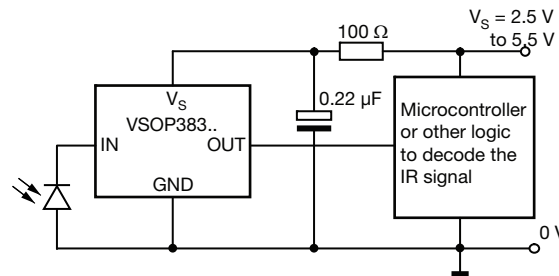 100 Ω
V_S = 2.5 V
to 5.5 V
0.22 µF
V_S
VSOP383..
IN
OUT
GND
Microcontroller
or other logic
to decode the
IR signal
0 V